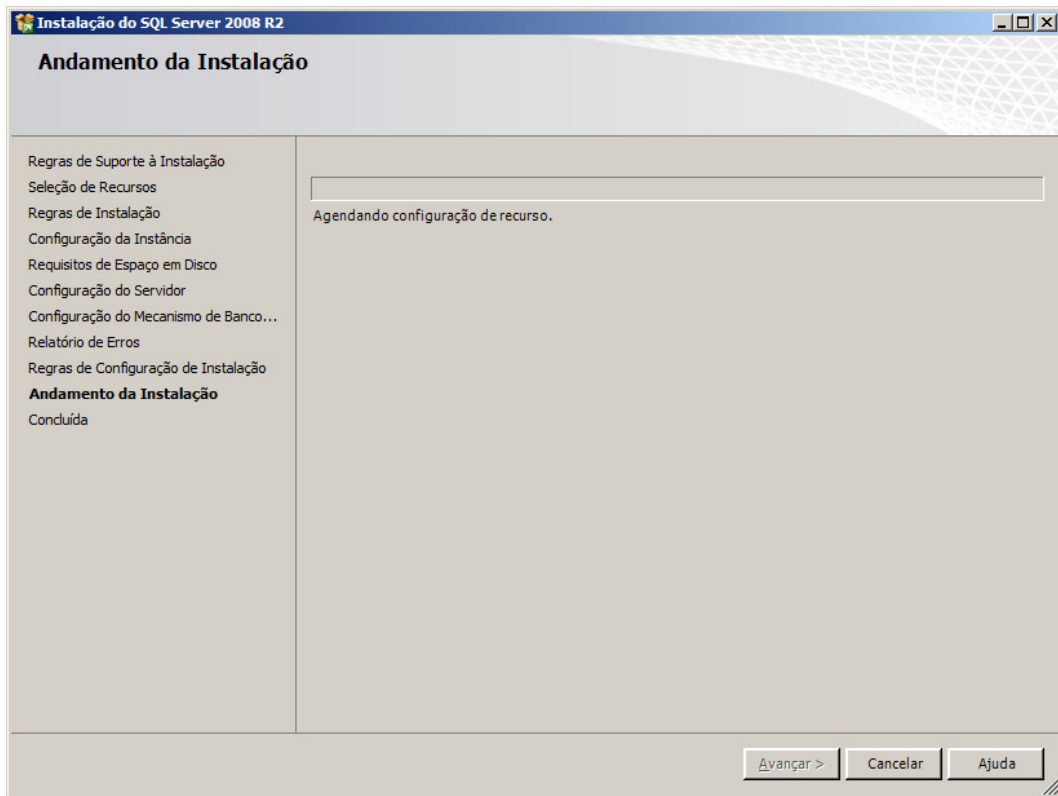 Instalação do SQL Server 2008 R2
Andamento da Instalação
Regras de Suporte à Instalação
Seleção de Recursos
Regras de Instalação
Configuração da Instância
Requisitos de Espaço em Disco
Configuração do Servidor
Configuração do Mecanismo de Banco...
Relatório de Erros
Regras de Configuração de Instalação
Andamento da Instalação
Concluída
Agendando configuração de recurso.
Avançar >
Cancelar
Ajuda